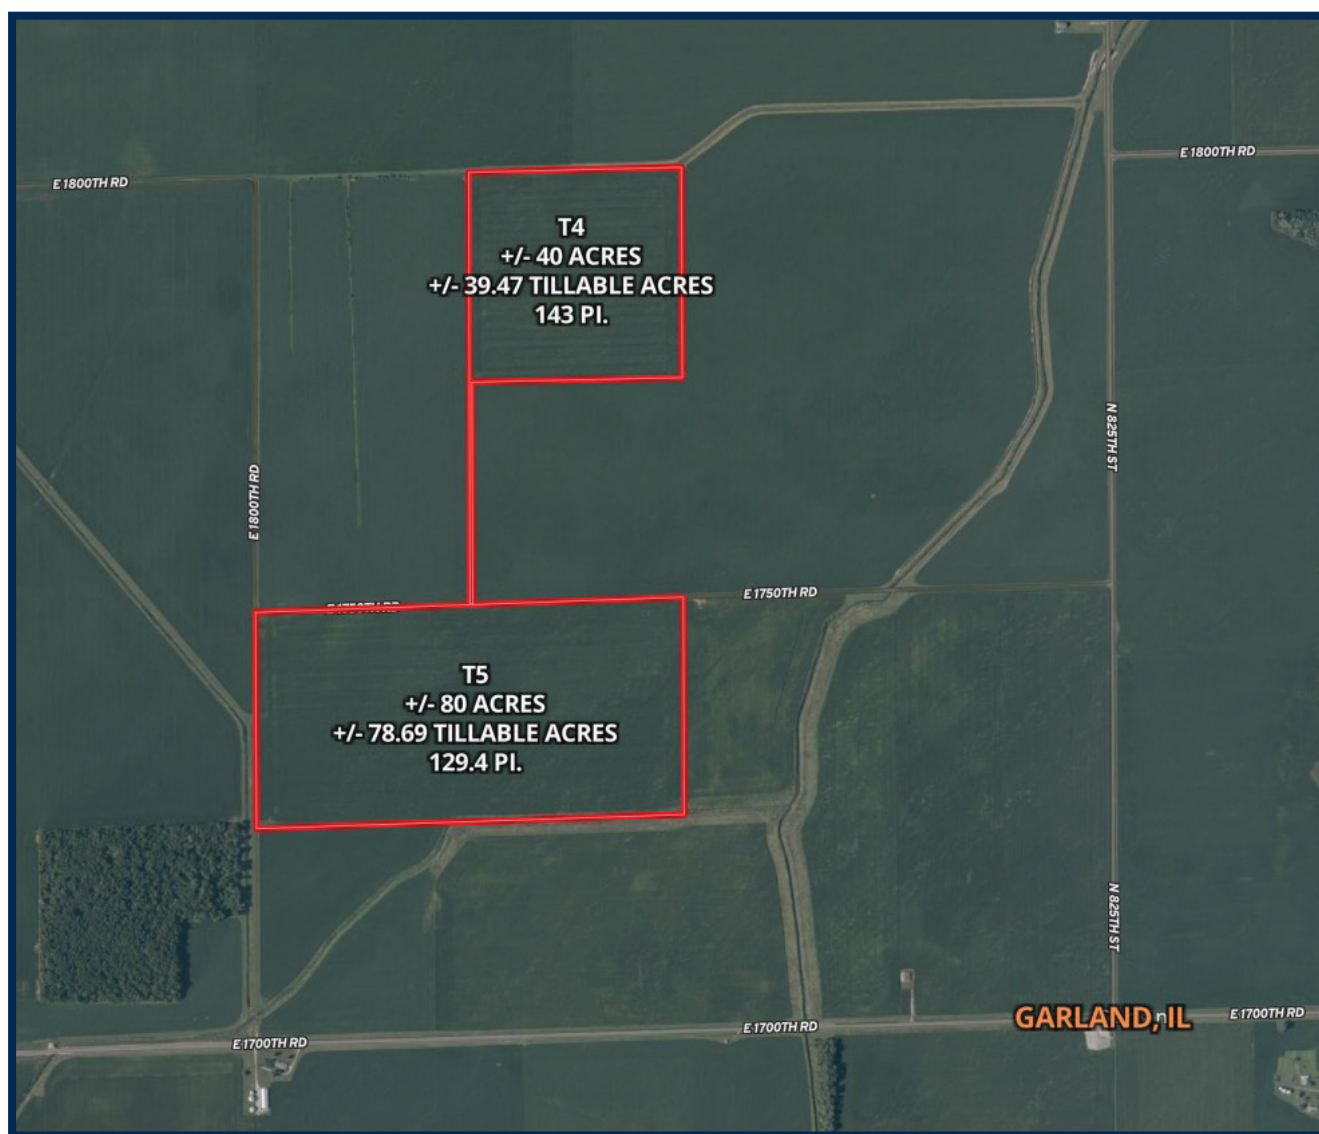 E 1800TH RD
E 1800TH RD
T4
+/- 40 ACRES
+/- 39.47 TILLABLE ACRES
143 PI.
N 825TH ST
E 1800TH RD
E 1750TH RD
E 1750TH RD
T5
+/- 80 ACRES
+/- 78.69 TILLABLE ACRES
129.4 PI.
N 825TH ST
GARLAND, IL
E 1700TH RD
E 1700TH RD
E 1700TH RD